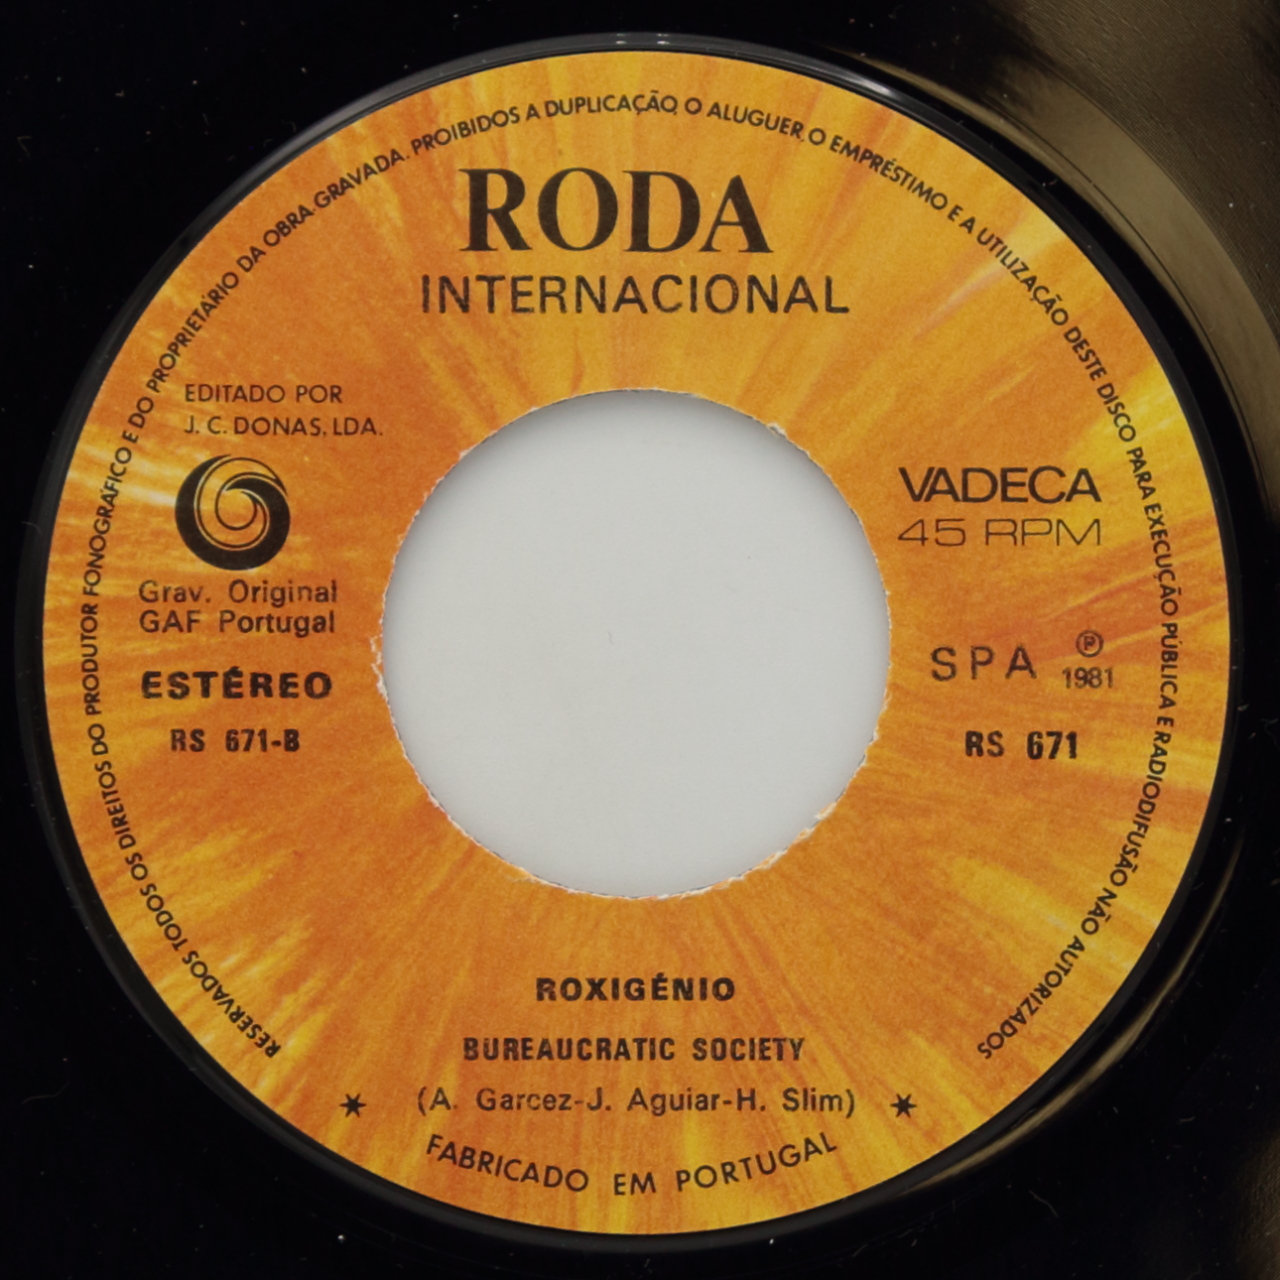 RESERVADOS TODOS OS DIREITOS DO PRODUTOR FONOGRAFICO E DO PROPRIETÁRIO DA OBRA GRAVADA. PROIBIDOS A DUPLICAÇÃO, O ALUGUER, O EMPRÉSTIMO E A UTILIZAÇÃO DESTE DISCO PARA EXECUÇÃO PÚBLICA E RADIODIFUSÃO NÃO AUTORIZADOS
RODA
INTERNACIONAL
EDITADO POR
J. C. DONAS, LDA.
Grav. Original
GAF Portugal
ESTÉREO
RS 671-B
VADECA
45 RPM
SPA ℗ 1981
RS 671
ROXIGÉNIO
BUREAUCRATIC SOCIETY
(A. Garcez-J. Aguiar-H. Slim)
FABRICADO EM PORTUGAL